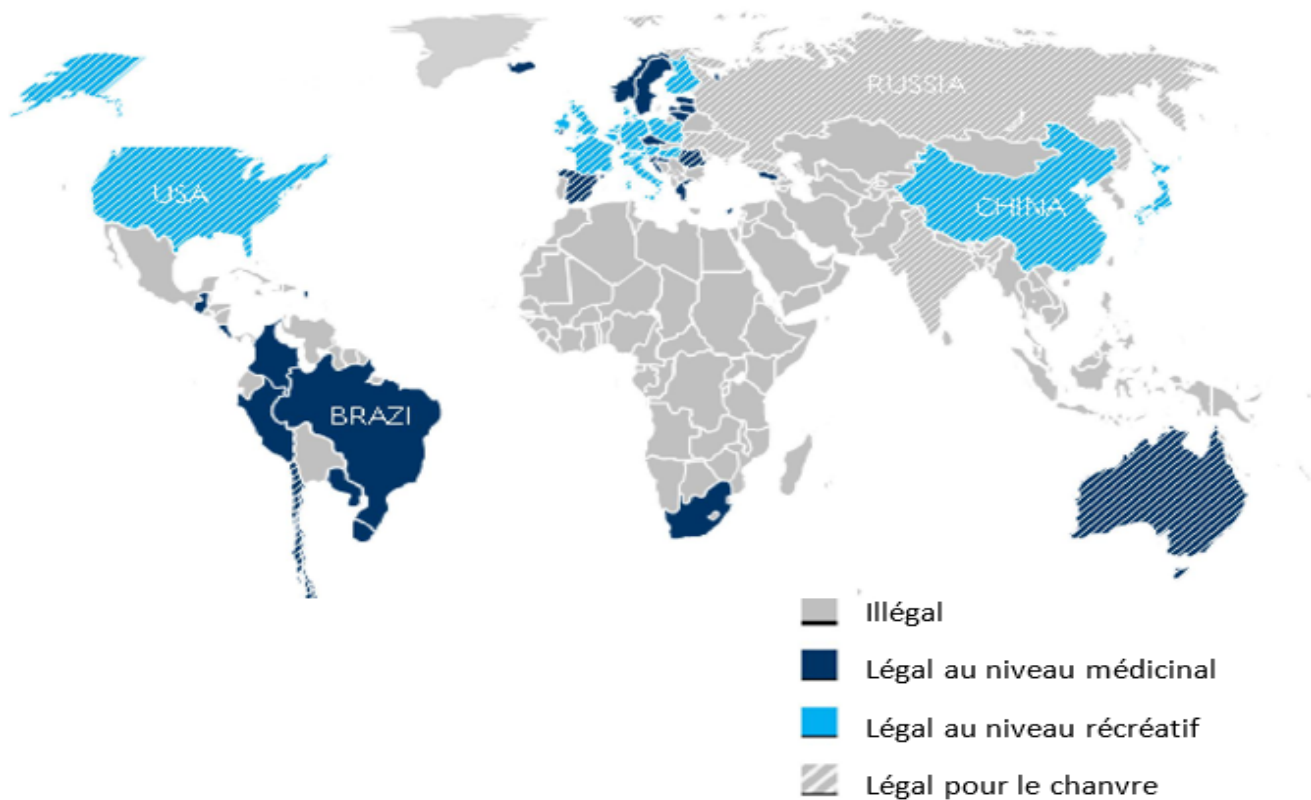 RUSSIA
USA
CHINA
BRAZI
Illégal
Légal au niveau médicinal
Légal au niveau récréatif
Légal pour le chanvre